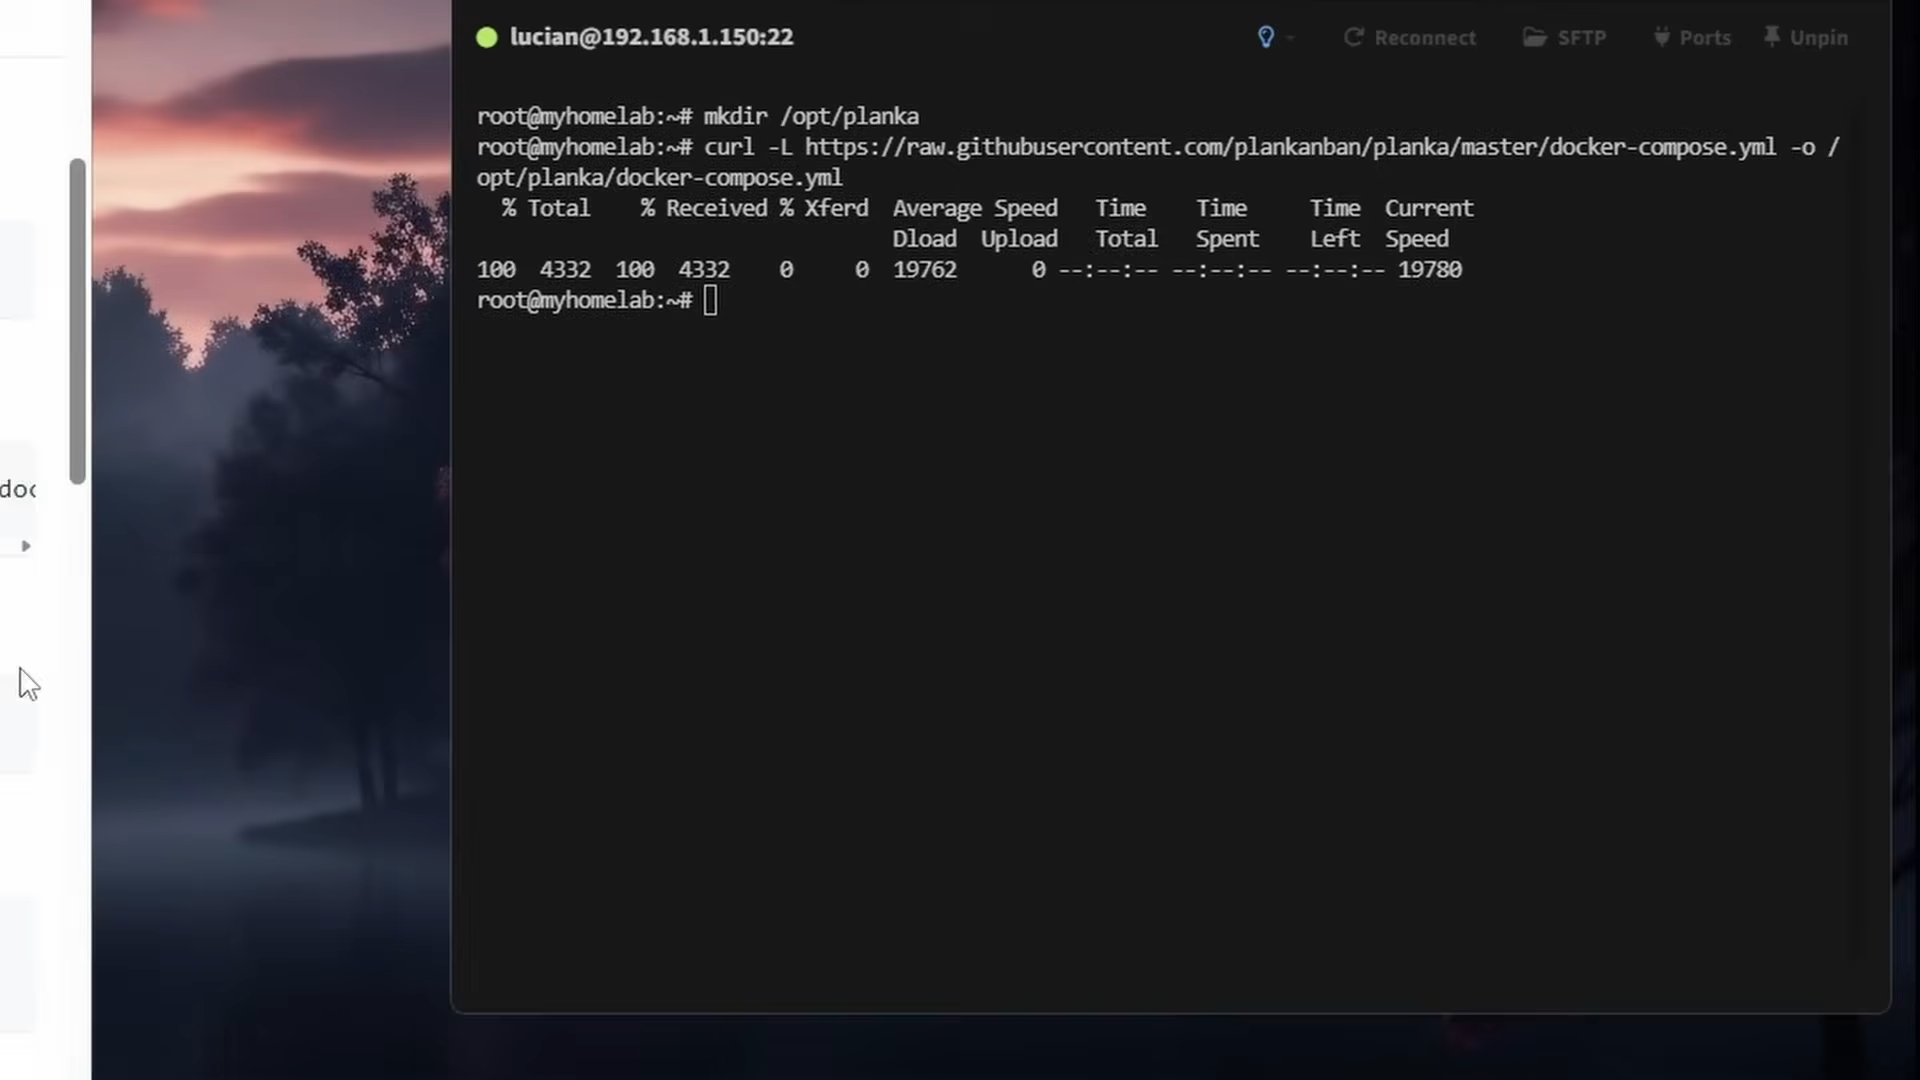 lucian@192.168.1.150:22 Reconnect SFTP Ports Unpin
root@myhomelab:~# mkdir /opt/planka
root@myhomelab:~# curl -L https://raw.githubusercontent.com/plankanban/planka/master/docker-compose.yml -o /
opt/planka/docker-compose.yml
% Total % Received % Xferd Average Speed Time Time Time Current
Dload Upload Total Spent Left Speed
100 4332 100 4332 0 0 19762 0 --:--:-- --:--:-- --:--:-- 19780
root@myhomelab:~#
doc